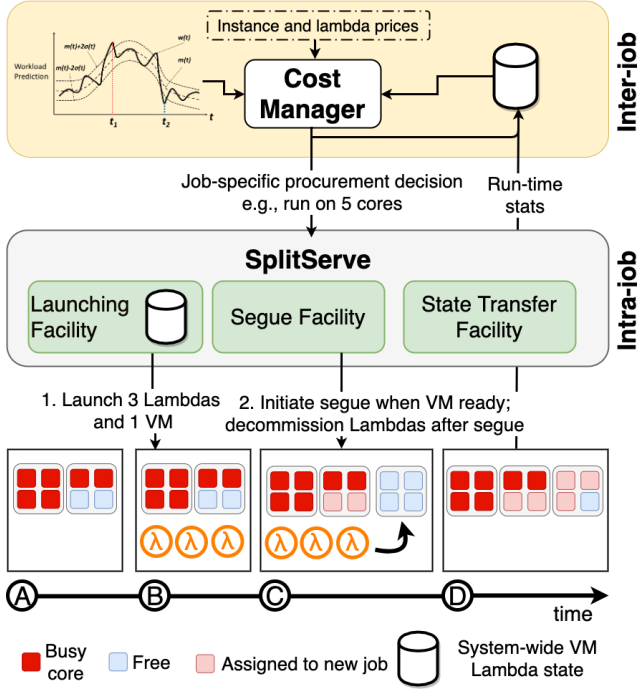 Instance and lambda prices
m(t)+2σ(t)
w(t)
Workload
Prediction
m(t)-2σ(t)
m(t)
t₁
t₂
t
Cost
Manager
Inter-job
Job-specific procurement decision
e.g., run on 5 cores
Run-time
stats
SplitServe
Launching
Facility
Segue Facility
State Transfer
Facility
Intra-job
1. Launch 3 Lambdas
and 1 VM
2. Initiate segue when VM ready;
decommission Lambdas after segue
λ λ λ
λ λ λ
A
B
C
D
time
Busy
core
Free
Assigned to new job
System-wide VM
Lambda state